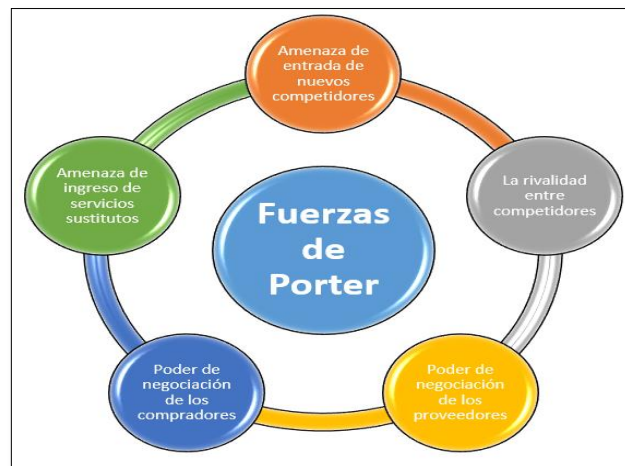 Amenaza de
entrada de
nuevos
competidores
Amenaza de
ingreso de
servicios
sustitutos
La rivalidad
entre
competidores
Fuerzas
de
Porter
Poder de
negociación
de los
compradores
Poder de
negociación
de los
proveedores